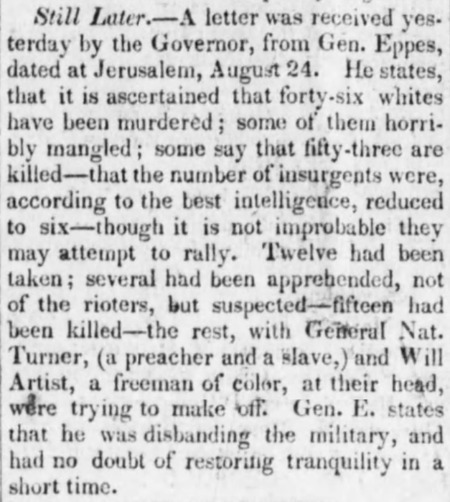 Still Later.—A letter was received yes-
terday by the Governor, from Gen. Eppes,
dated at Jerusalem, August 24. He states,
that it is ascertained that forty-six whites
have been murdered; some of them horri-
bly mangled; some say that fifty-three are
killed—that the number of insurgents were,
according to the best intelligence, reduced
to six—though it is not improbable they
may attempt to rally. Twelve had been
taken; several had been apprehended, not
of the rioters, but suspected—fifteen had
been killed—the rest, with General Nat.
Turner, (a preacher and a slave,) and Will
Artist, a freeman of color, at their head,
were trying to make off. Gen. E. states
that he was disbanding the military, and
had no doubt of restoring tranquility in a
short time.